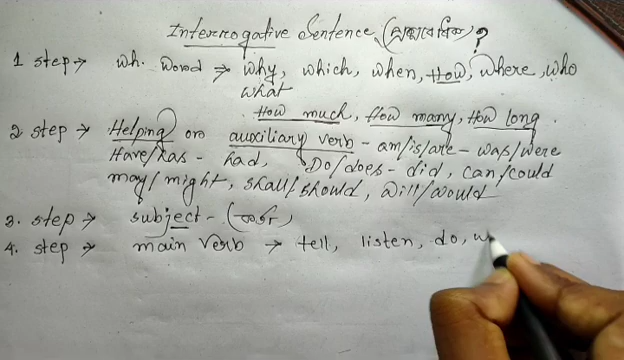 Interrogative Sentence (প্রশ্নবোধক) ?
1 step → wh. word → why, which, when, How, where, who
what
How much, How many, How long.
2 step → Helping or auxiliary verb - am/is/are - was/were
Have/has - had, Do/does - did, can/could
may/might, shall/should, will/would
3. step → subject - (কর্তা)
4. step → main verb → tell, listen, do, w